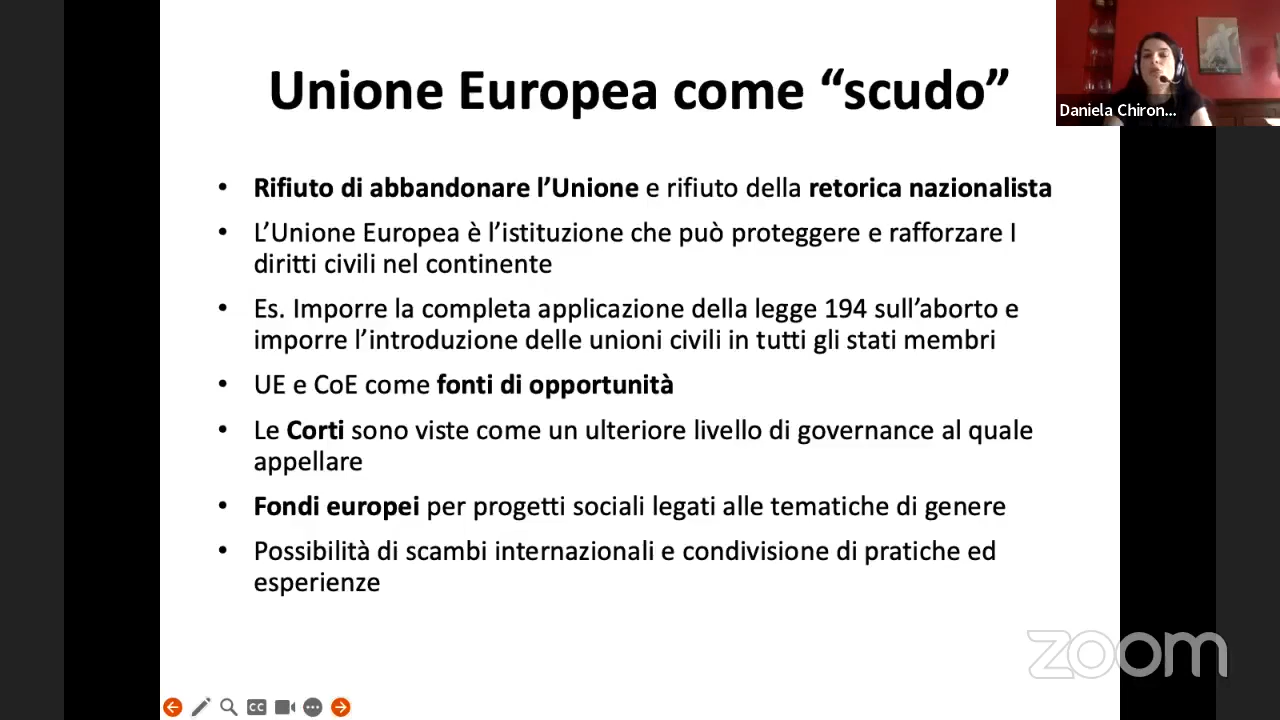 Unione Europea come “scudo”
Daniela Chiron...
• Rifiuto di abbandonare l’Unione e rifiuto della retorica nazionalista
• L’Unione Europea è l’istituzione che può proteggere e rafforzare I
diritti civili nel continente
• Es. Imporre la completa applicazione della legge 194 sull’aborto e
imporre l’introduzione delle unioni civili in tutti gli stati membri
• UE e CoE come fonti di opportunità
• Le Corti sono viste come un ulteriore livello di governance al quale
appellare
• Fondi europei per progetti sociali legati alle tematiche di genere
• Possibilità di scambi internazionali e condivisione di pratiche ed
esperienze
zoom
CC